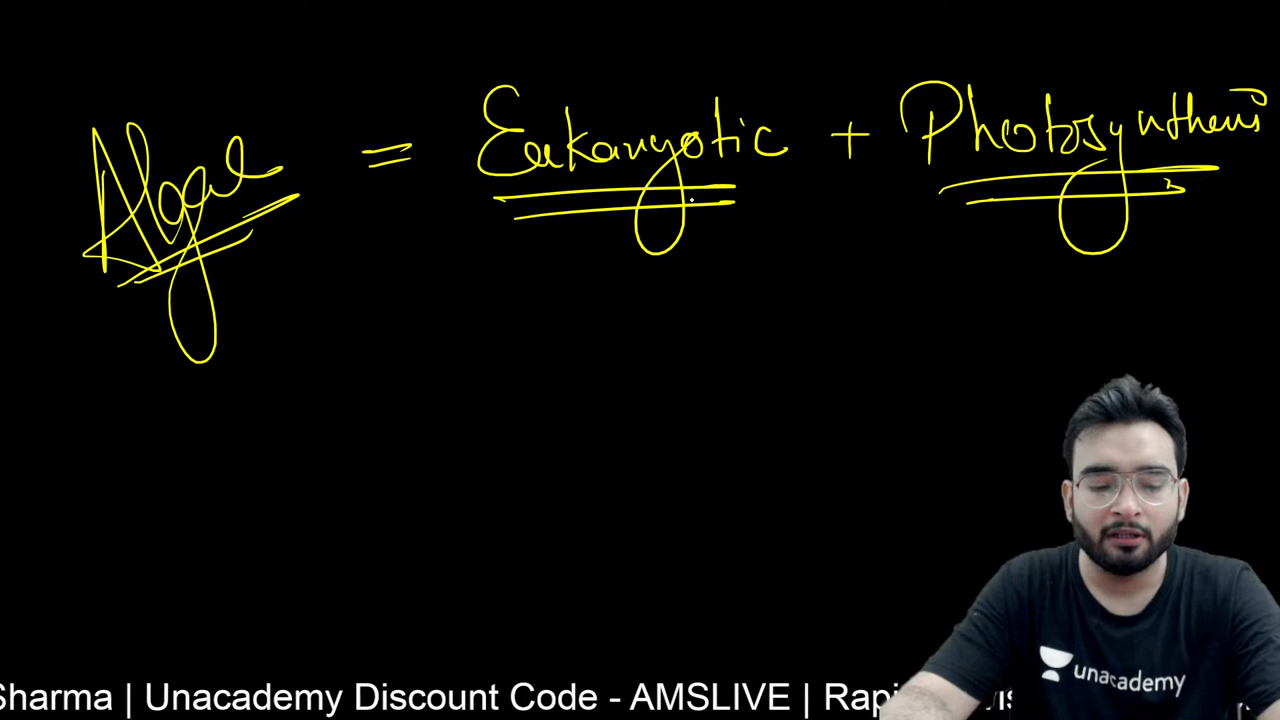 Algae = Eukaryotic + Photosynthesis
unacademy
Sharma | Unacademy Discount Code - AMSLIVE | Rap